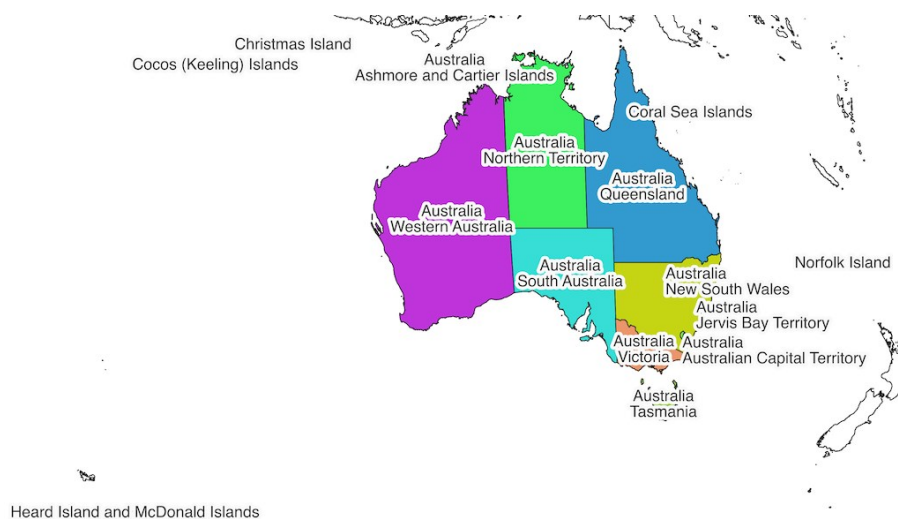 Christmas Island
Cocos (Keeling) Islands
Australia
Ashmore and Cartier Islands
Coral Sea Islands
Australia
Northern Territory
Australia
Queensland
Australia
Western Australia
Australia
South Australia
Norfolk Island
Australia
New South Wales
Australia
Jervis Bay Territory
Australia
Victoria
Australia
Australian Capital Territory
Australia
Tasmania
Heard Island and McDonald Islands